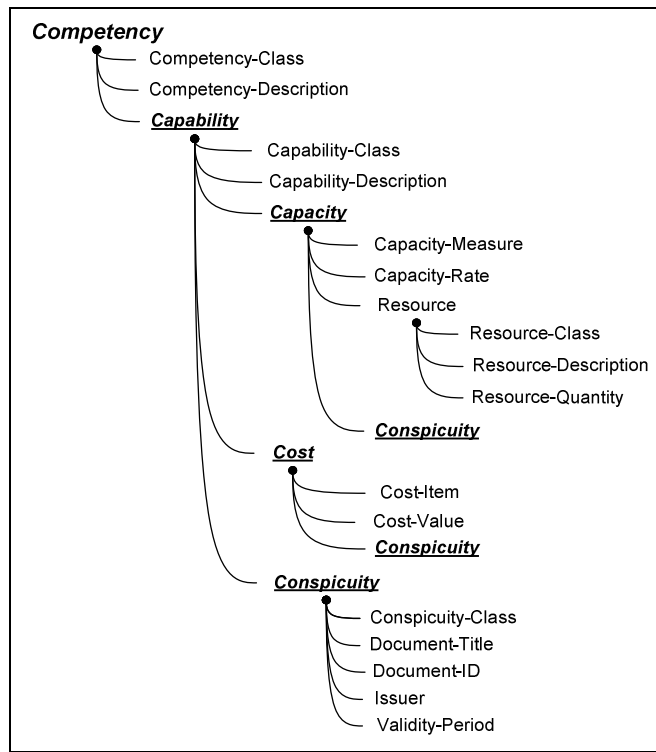 Competency
Competency-Class
Competency-Description
Capability
Capability-Class
Capability-Description
Capacity
Capacity-Measure
Capacity-Rate
Resource
Resource-Class
Resource-Description
Resource-Quantity
Conspicuity
Cost
Cost-Item
Cost-Value
Conspicuity
Conspicuity
Conspicuity-Class
Document-Title
Document-ID
Issuer
Validity-Period